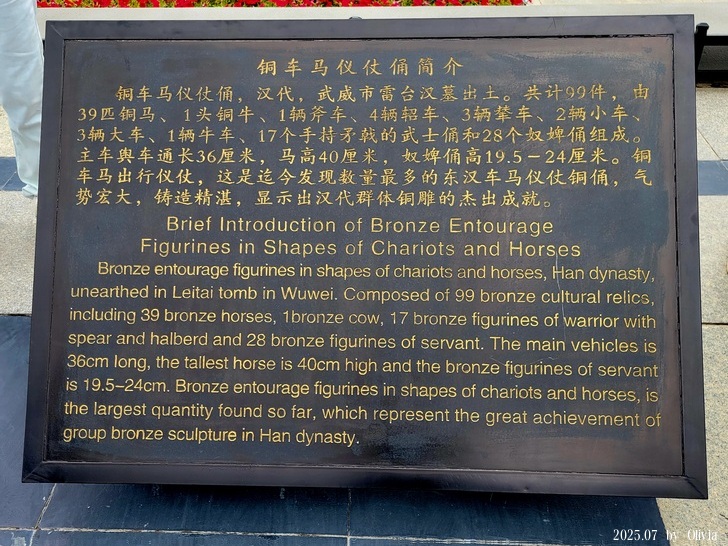 铜车马仪仗俑简介
铜车马仪仗俑，汉代，武威市雷台汉墓出土。共计99件，由
39匹铜马、1头铜牛、1辆斧车、4辆轺车、3辆辇车、2辆小车、
3辆大车、1辆牛车、17个手持矛戟的武士俑和28个奴婢俑组成。
主车舆车通长36厘米，马高40厘米，奴婢俑高19.5－24厘米。铜
车马出行仪仗，这是迄今发现数量最多的东汉车马仪仗铜俑，气
势宏大，铸造精湛，显示出汉代群体铜雕的杰出成就。
Brief Introduction of Bronze Entourage
Figurines in Shapes of Chariots and Horses
Bronze entourage figurines in shapes of chariots and horses, Han dynasty,
unearthed in Leitai tomb in Wuwei. Composed of 99 bronze cultural relics,
including 39 bronze horses, 1bronze cow, 17 bronze figurines of warrior with
spear and halberd and 28 bronze figurines of servant. The main vehicles is
36cm long, the tallest horse is 40cm high and the bronze figurines of servant
is 19.5–24cm. Bronze entourage figurines in shapes of chariots and horses, is
the largest quantity found so far, which represent the great achievement of
group bronze sculpture in Han dynasty.
2025.07 by Olivia